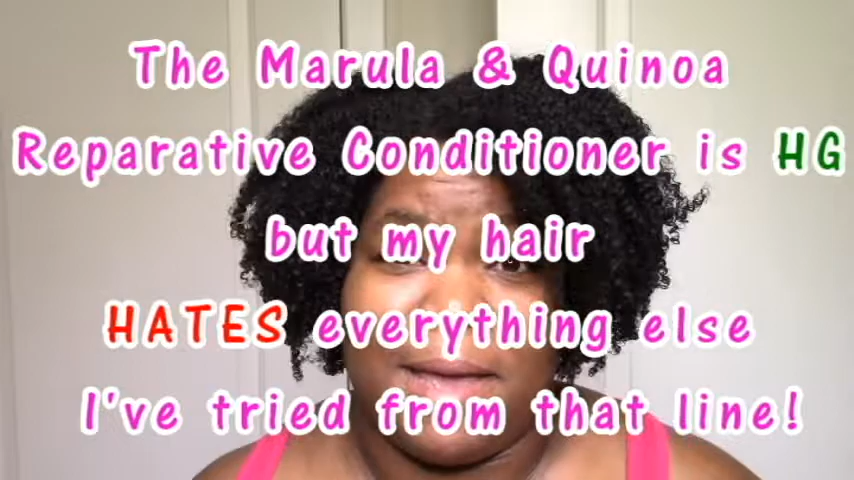 The Marula & Quinoa
Reparative Conditioner is HG
but my hair
HATES everything else
I've tried from that line!